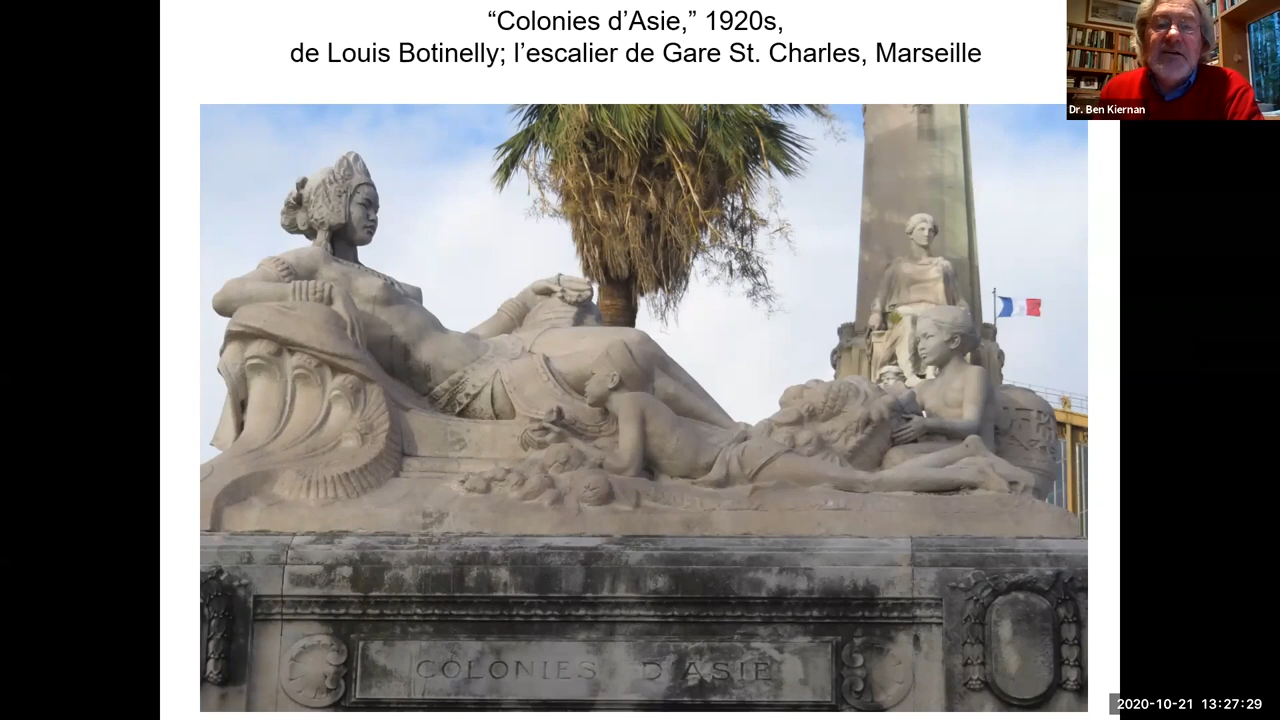 “Colonies d’Asie,” 1920s,
de Louis Botinelly; l’escalier de Gare St. Charles, Marseille
Dr. Ben Kiernan
COLONIES D'ASIE
2020-10-21 13:27:29